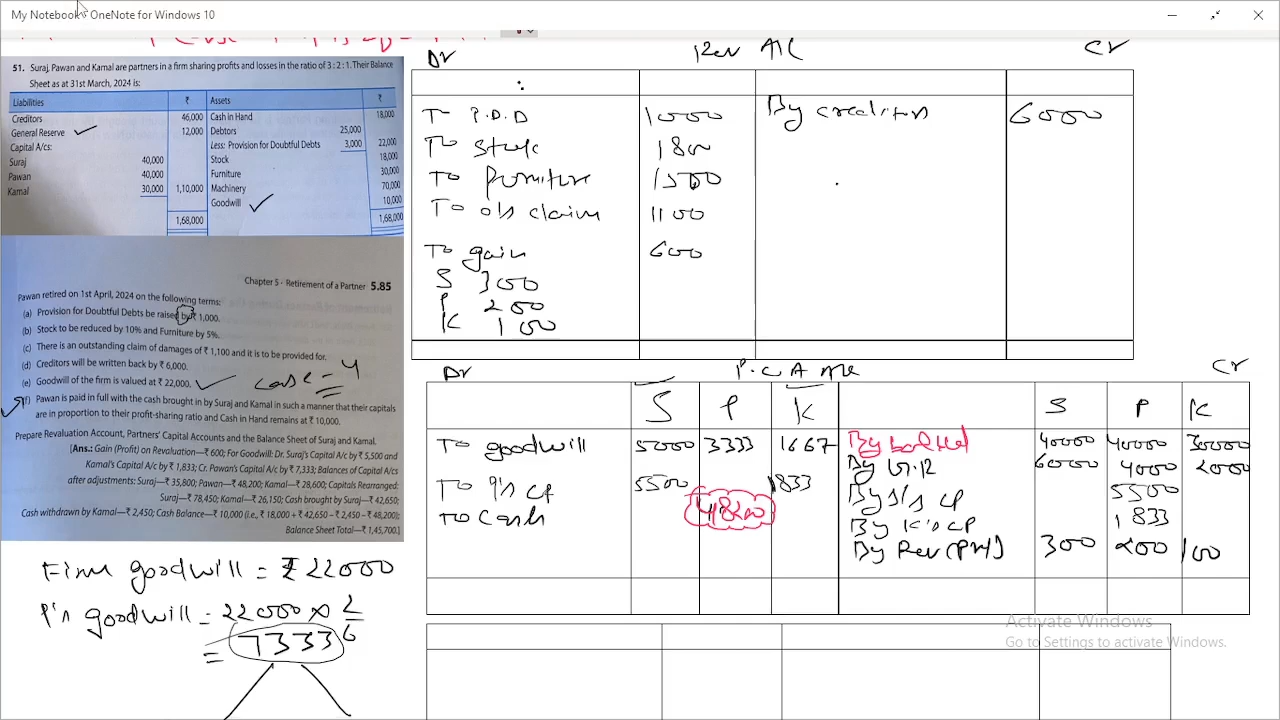 My Notebook - OneNote for Windows 10
51. Suraj, Pawan and Kamal are partners in a firm sharing profits and losses in the ratio of 3 : 2 : 1. Their Balance
Sheet as at 31st March, 2024 is:
Liabilities ₹ Assets ₹
Creditors 46,000 Cash in Hand 18,000
General Reserve 12,000 Debtors 25,000
Capital A/cs: Less: Provision for Doubtful Debts 3,000 22,000
Suraj 40,000 Stock 18,000
Pawan 40,000 Furniture 30,000
Kamal 30,000 1,10,000 Machinery 70,000
Goodwill 10,000
1,68,000 1,68,000
Chapter 5 · Retirement of a Partner 5.85
Pawan retired on 1st April, 2024 on the following terms:
(a) Provision for Doubtful Debts be raised by ₹ 1,000.
(b) Stock to be reduced by 10% and Furniture by 5%.
(c) There is an outstanding claim of damages of ₹ 1,100 and it is to be provided for.
(d) Creditors will be written back by ₹ 6,000.
(e) Goodwill of the firm is valued at ₹ 22,000.
case - 4
(f) Pawan is paid in full with the cash brought in by Suraj and Kamal in such a manner that their capitals
are in proportion to their profit-sharing ratio and Cash in Hand remains at ₹ 10,000.
Prepare Revaluation Account, Partners' Capital Accounts and the Balance Sheet of Suraj and Kamal.
[Ans.: Gain (Profit) on Revaluation—₹ 600; For Goodwill: Dr. Suraj's Capital A/c by ₹ 5,500 and
Kamal's Capital A/c by ₹ 1,833; Cr. Pawan's Capital A/c by ₹ 7,333; Balances of Capital A/cs
after adjustments: Suraj—₹ 35,800; Pawan—₹ 48,200; Kamal—₹ 28,600; Capitals Rearranged:
Suraj—₹ 78,450; Kamal—₹ 26,150; Cash brought by Suraj—₹ 42,650;
Cash withdrawn by Kamal—₹ 2,450; Cash Balance—₹ 10,000 (i.e., ₹ 18,000 + ₹ 42,650 – ₹ 2,450 – ₹ 48,200);
Balance Sheet Total—₹ 1,45,700.]
Firm goodwill = ₹ 22000
P's goodwill = 22000 × 2/6
= 7333
Dr Rev A/C Cr
To P.D.D 1000 By creditors 6000
To Stock 1800
To furniture 1500
To o/s claim 1100
To gain 600
S 300
P 200
K 100
Dr P.C.A A/c Cr
S P K S P K
To goodwill 5000 3333 1667 By bal b/d 40000 40000 30000
By G.R 6000 4000 2000
To P's CA 5500 1833 By S's CA 5500
To Cash 48200 By K's CA 1833
By Rev (Prft) 300 200 100
Activate Windows
Go to Settings to activate Windows.